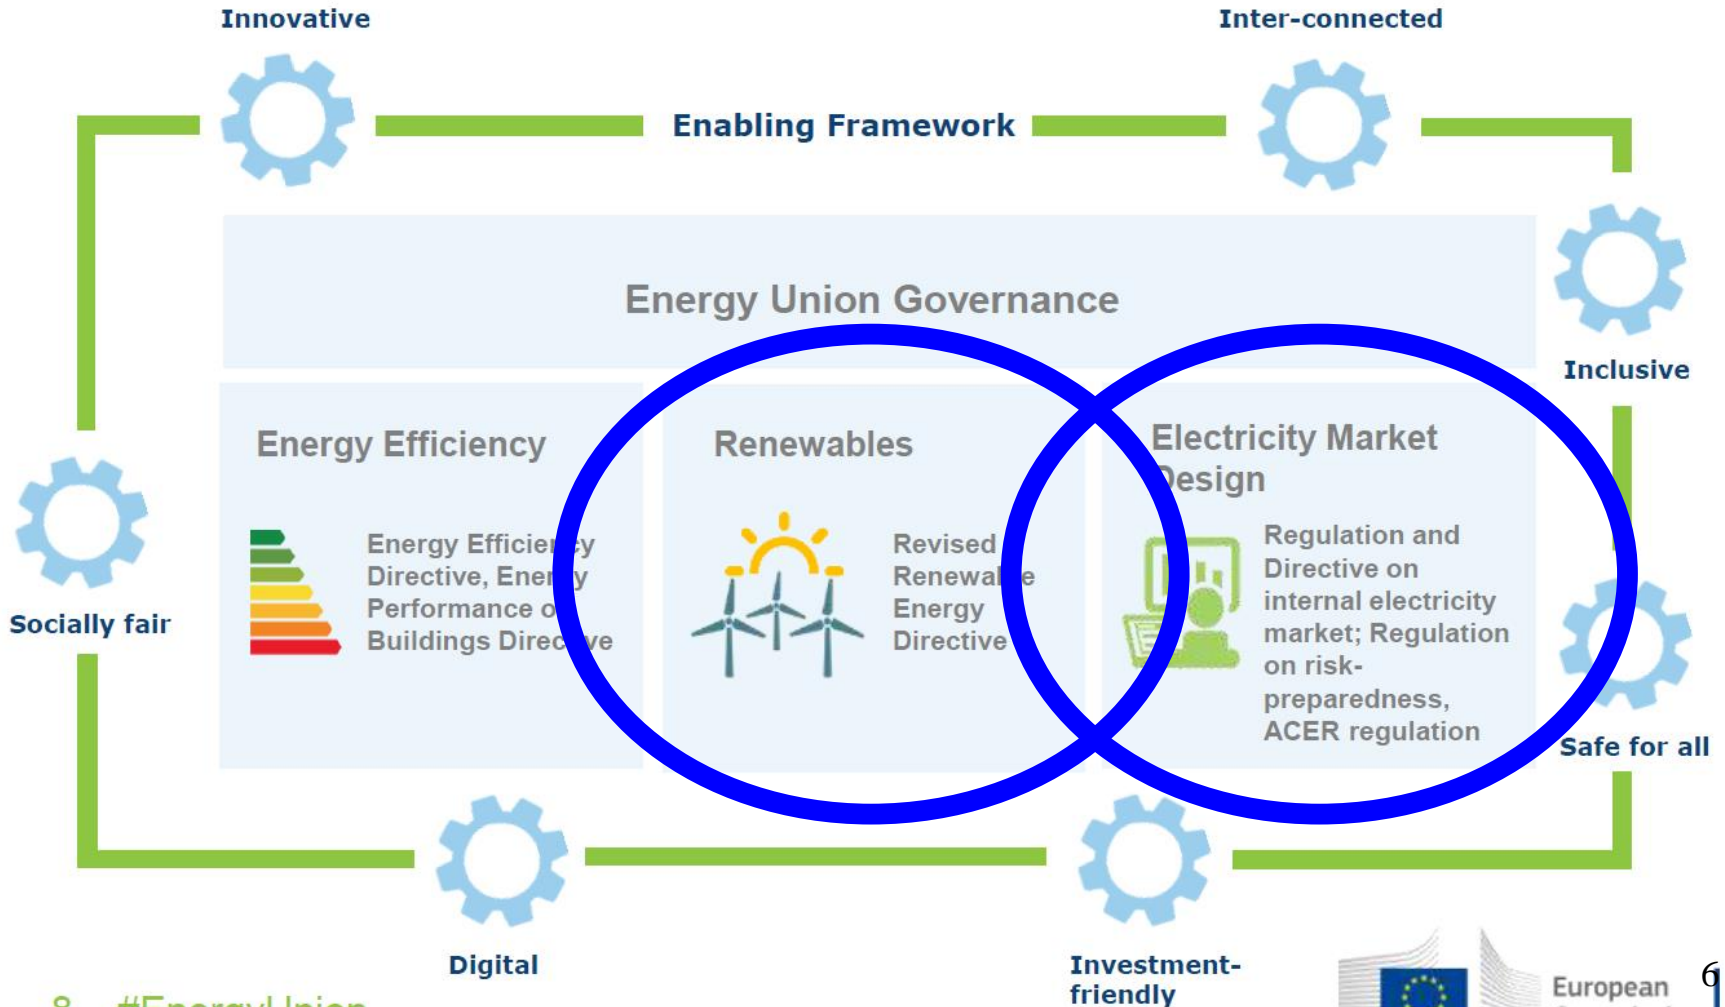 Innovative
Inter-connected
Enabling Framework
Energy Union Governance
Inclusive
Energy Efficiency
Energy Efficiency
Directive, Energy
Performance of
Buildings Directive
Renewables
Revised
Renewable
Energy
Directive
Electricity Market
Design
Regulation and
Directive on
internal electricity
market; Regulation
on risk-
preparedness,
ACER regulation
Socially fair
Safe for all
Digital
Investment-
friendly
8 #EnergyUnion
European
6